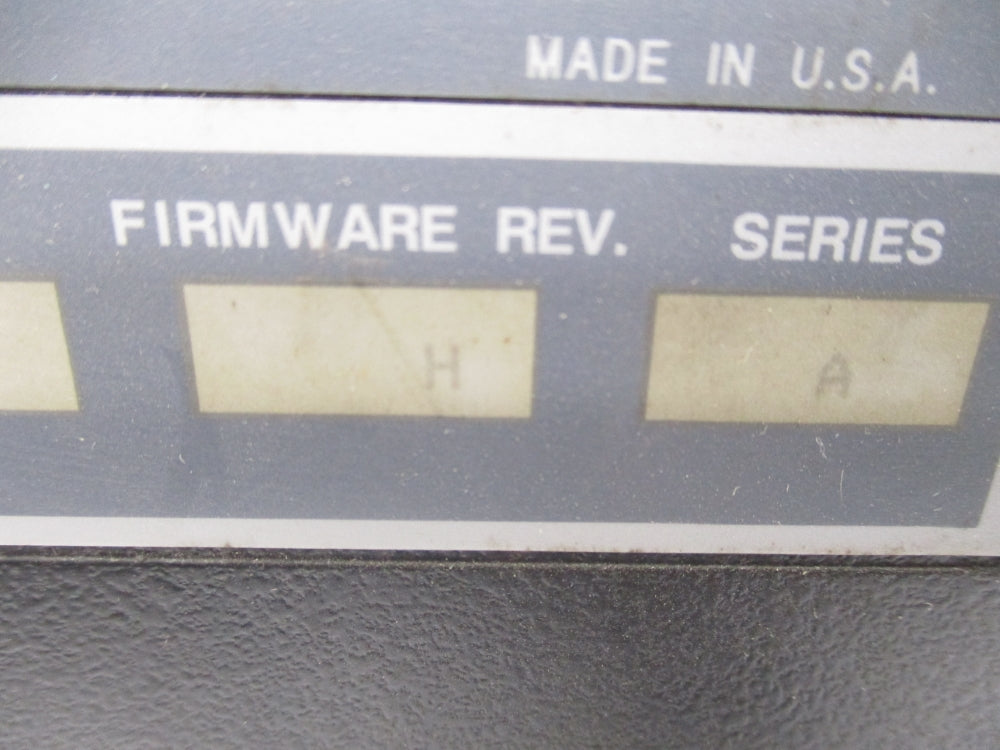 MADE IN U.S.A.
FIRMWARE REV. SERIES
H A